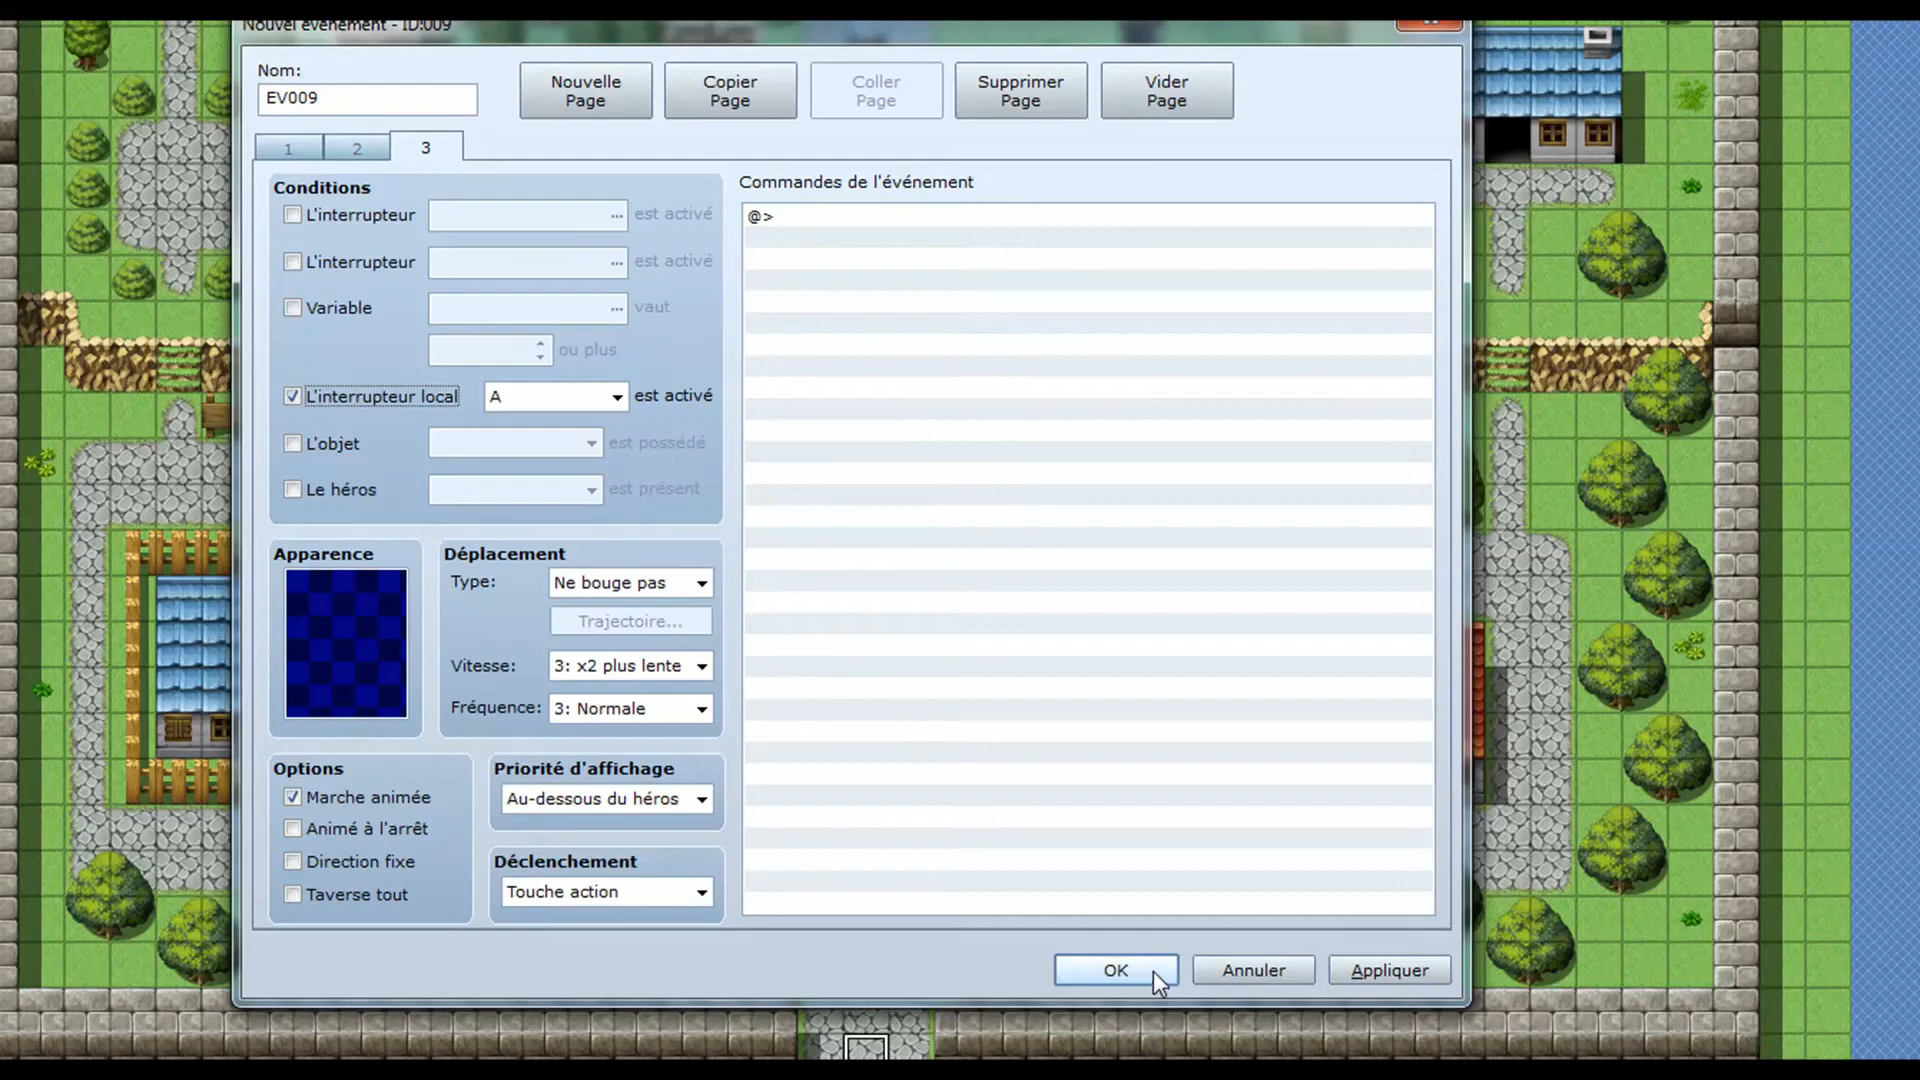 Nouvel événement - ID:009
Nom:
EV009
Nouvelle Page
Copier Page
Coller Page
Supprimer Page
Vider Page
1 2 3
Conditions
L'interrupteur ... est activé
L'interrupteur ... est activé
Variable ... vaut
ou plus
L'interrupteur local A est activé
L'objet est possédé
Le héros est présent
Commandes de l'événement
@>
Apparence
Déplacement
Type: Ne bouge pas
Trajectoire...
Vitesse: 3: x2 plus lente
Fréquence: 3: Normale
Options
Marche animée
Animé à l'arrêt
Direction fixe
Taverse tout
Priorité d'affichage
Au-dessous du héros
Déclenchement
Touche action
OK Annuler Appliquer